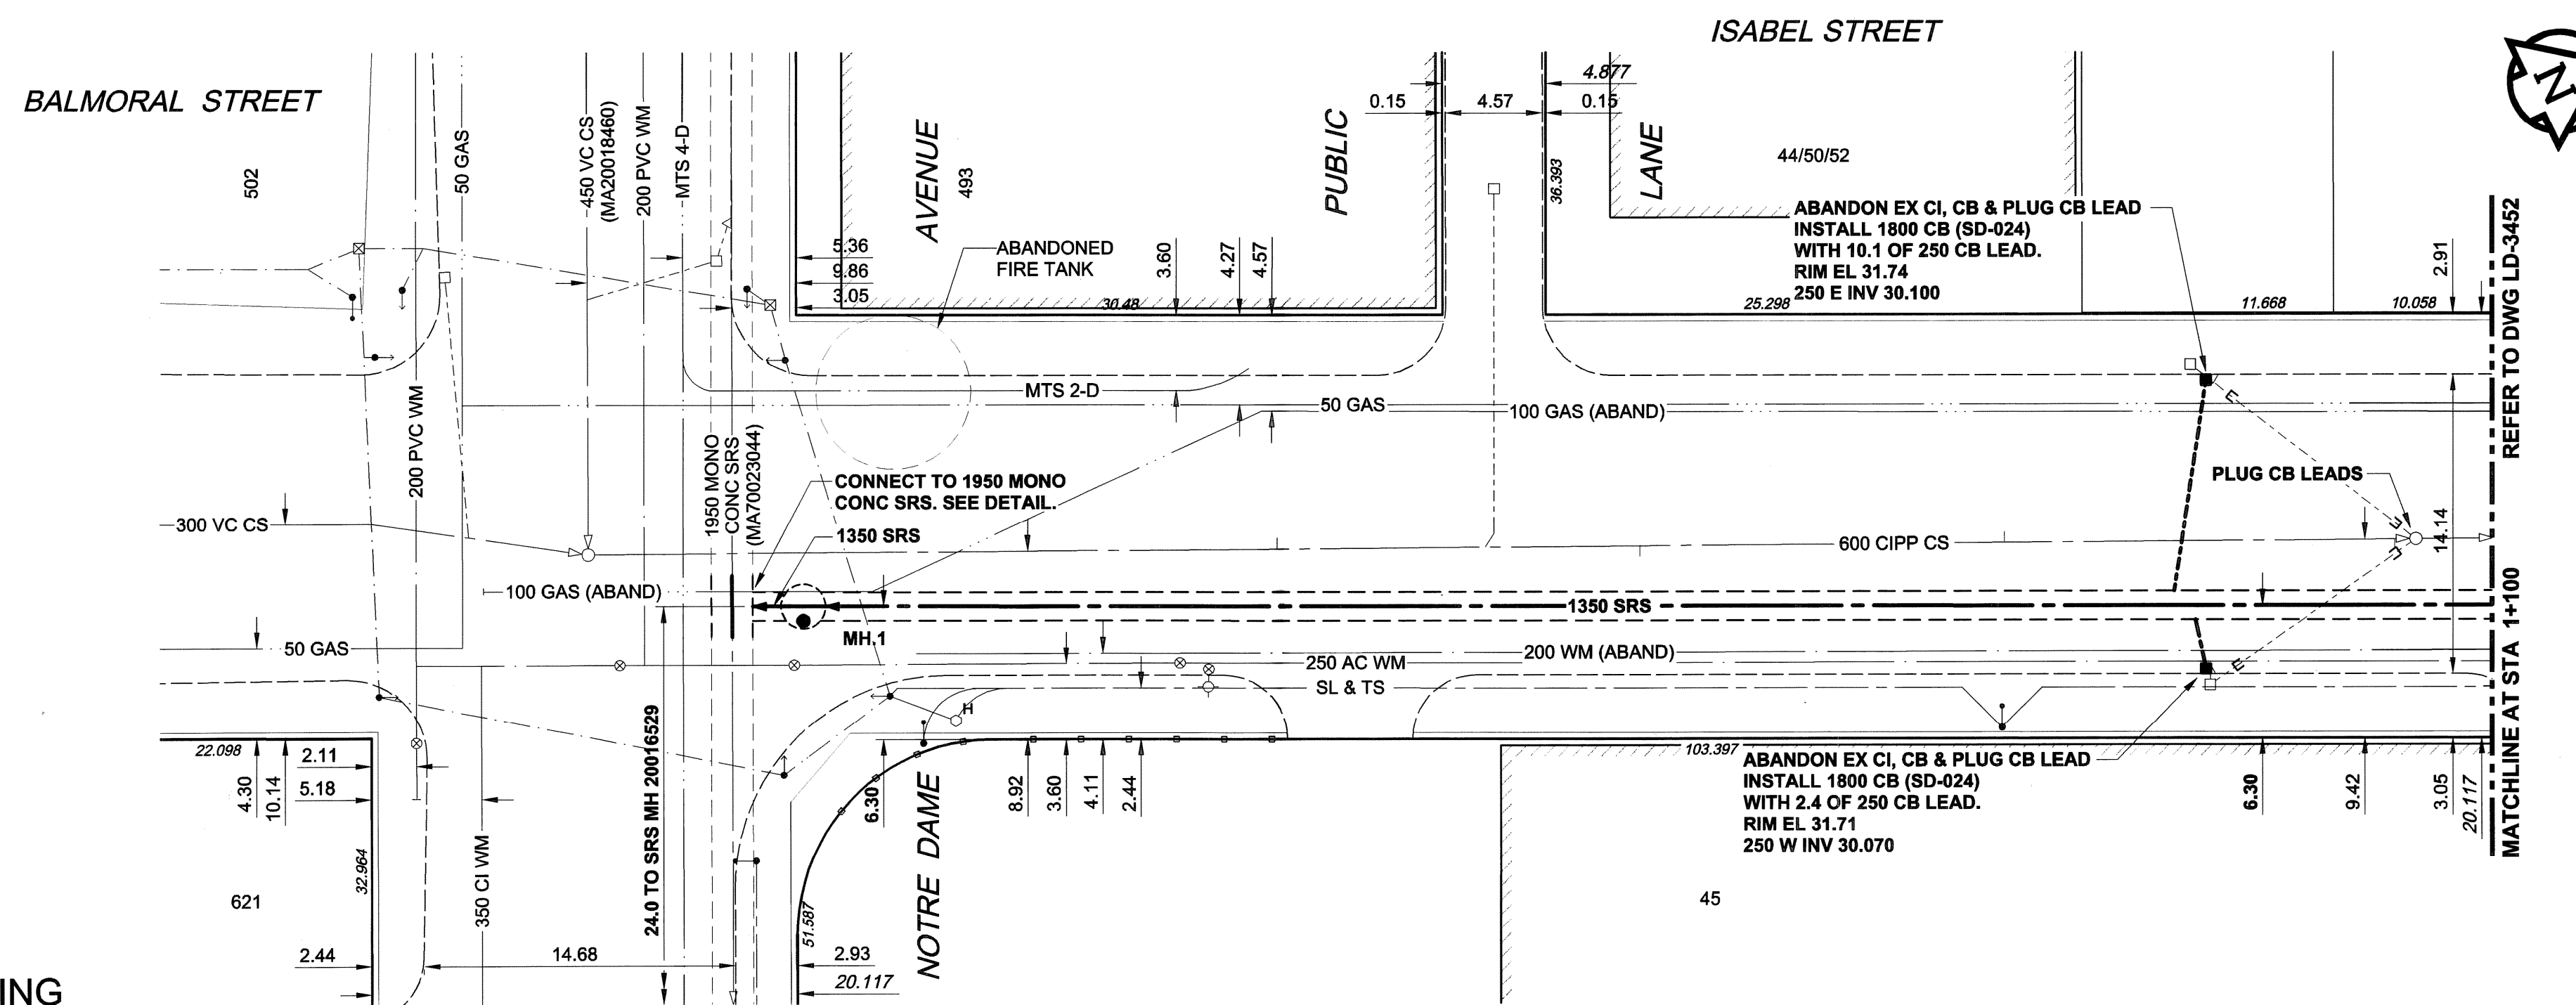 ISABEL STREET
BALMORAL STREET
N
502
50 GAS
450 VC CS
(MA20018460)
200 PVC WM
MTS 4-D
AVENUE
493
PUBLIC
LANE
4.877
0.15
4.57
0.15
36.393
44/50/52
ABANDON EX CI, CB & PLUG CB LEAD
INSTALL 1800 CB (SD-024)
WITH 10.1 OF 250 CB LEAD.
RIM EL 31.74
250 E INV 30.100
5.36
9.86
3.05
ABANDONED
FIRE TANK
30.48
3.60
4.27
4.57
25.298
11.668
10.058
2.91
REFER TO DWG LD-3452
MATCHLINE AT STA 1+100
200 PVC WM
MTS 2-D
50 GAS
100 GAS (ABAND)
E
1950 MONO
CONC SRS
(MA70023044)
CONNECT TO 1950 MONO
CONC SRS. SEE DETAIL.
1350 SRS
PLUG CB LEADS
E
14.14
300 VC CS
600 CIPP CS
E
100 GAS (ABAND)
1350 SRS
MH.1
50 GAS
250 AC WM
200 WM (ABAND)
E
SL & TS
H
22.098
4.30
10.14
2.11
5.18
32.964
621
350 CI WM
24.0 TO SRS MH 20016529
2.44
14.68
51.587
2.93
20.117
6.30
NOTRE DAME
8.92
3.60
4.11
2.44
103.397
ABANDON EX CI, CB & PLUG CB LEAD
INSTALL 1800 CB (SD-024)
WITH 2.4 OF 250 CB LEAD.
RIM EL 31.71
250 W INV 30.070
45
6.30
9.42
3.05
20.117
ING